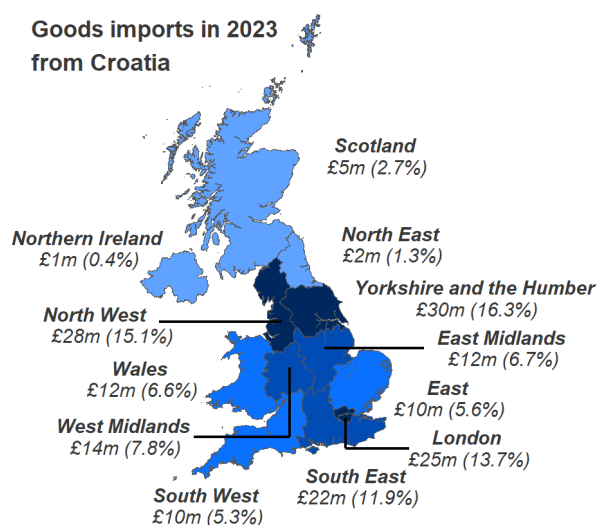 Goods imports in 2023
from Croatia
Scotland
£5m (2.7%)
Northern Ireland
£1m (0.4%)
North East
£2m (1.3%)
Yorkshire and the Humber
£30m (16.3%)
North West
£28m (15.1%)
East Midlands
£12m (6.7%)
Wales
£12m (6.6%)
East
£10m (5.6%)
West Midlands
£14m (7.8%)
London
£25m (13.7%)
South East
£22m (11.9%)
South West
£10m (5.3%)